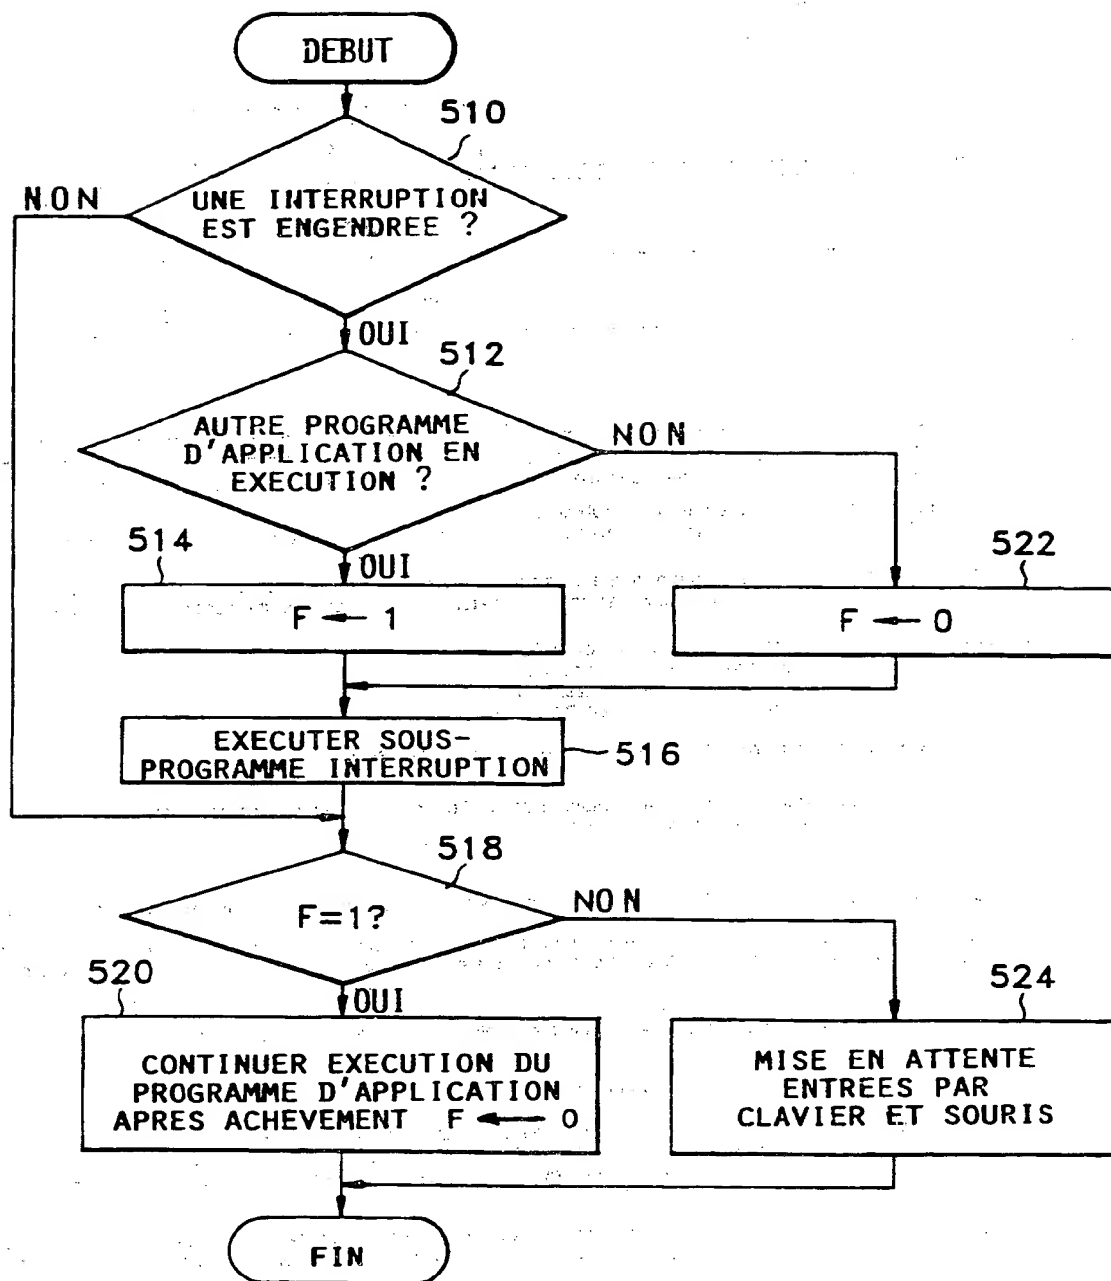 DEBUT
510
NON
UNE INTERRUPTION
EST ENGENDREE ?
OUI
512
AUTRE PROGRAMME
D'APPLICATION EN
EXECUTION ?
NON
514
OUI
522
F ← 1
F ← 0
EXECUTER SOUS-
PROGRAMME INTERRUPTION
516
518
F=1?
NON
520
OUI
524
CONTINUER EXECUTION DU
PROGRAMME D'APPLICATION
APRES ACHEVEMENT F ← 0
MISE EN ATTENTE
ENTREES PAR
CLAVIER ET SOURIS
FIN